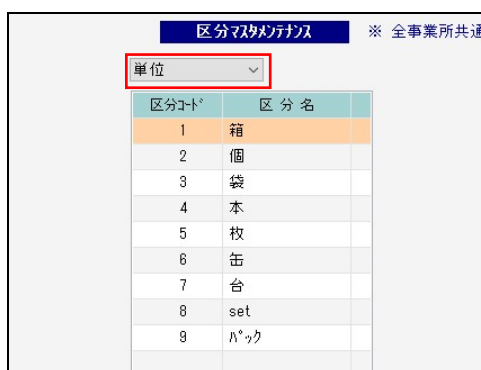 区分ﾏｽﾀﾒﾝﾃﾅﾝｽ ※ 全事業所共通
単位
区分ｺｰﾄﾞ 区 分 名
1 箱
2 個
3 袋
4 本
5 枚
6 缶
7 台
8 set
9 ﾊﾟｯｸ